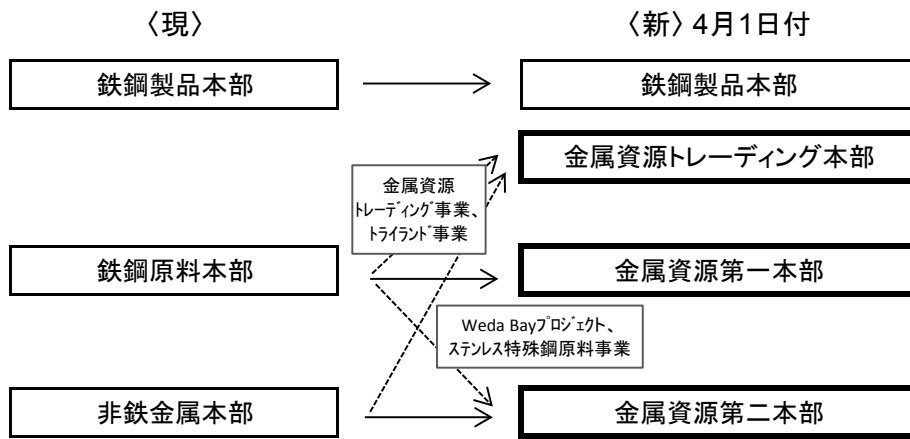 〈現〉
〈新〉4月1日付
鉄鋼製品本部
鉄鋼製品本部
金属資源トレーディング本部
金属資源
トレーディング事業、
トライランド事業
鉄鋼原料本部
金属資源第一本部
Weda Bayプロジェクト、
ステンレス特殊鋼原料事業
非鉄金属本部
金属資源第二本部